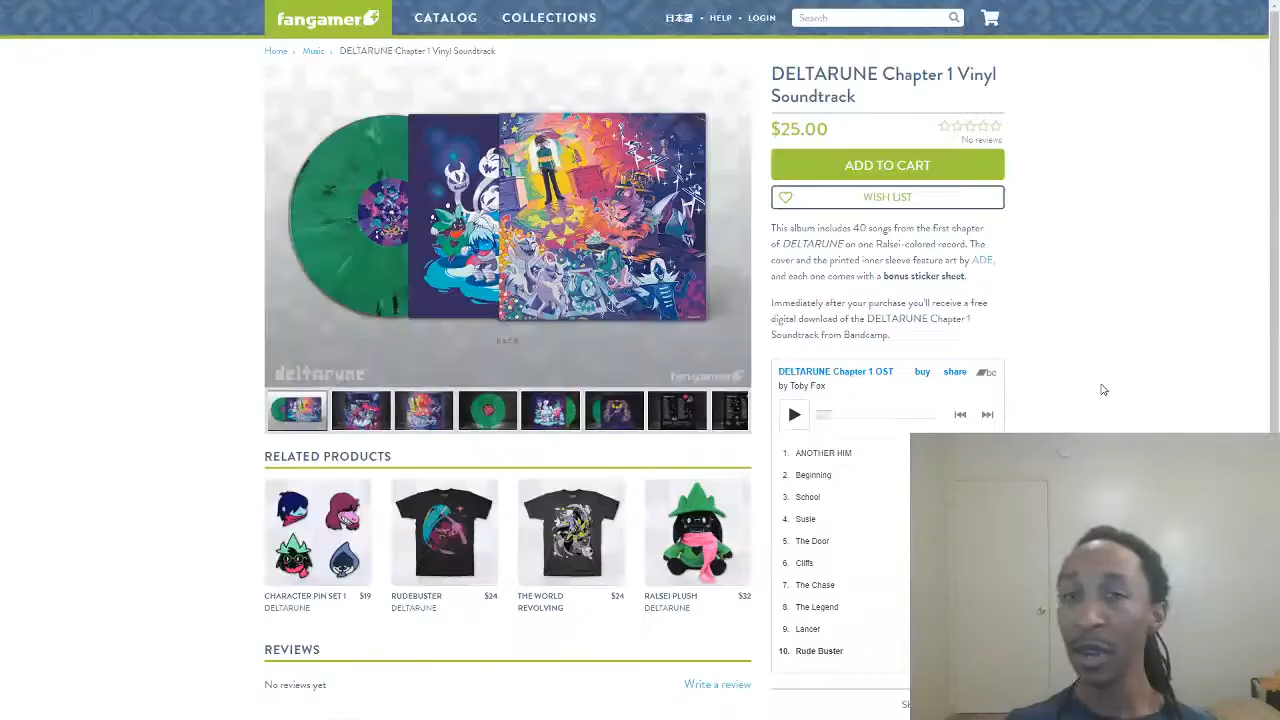 fangamer
CATALOG
COLLECTIONS
日本語 • HELP • LOGIN
Search
Home › Music › DELTARUNE Chapter 1 Vinyl Soundtrack
DELTARUNE Chapter 1 Vinyl
Soundtrack
$25.00
No reviews
ADD TO CART
WISH LIST
This album includes 40 songs from the first chapter
of DELTARUNE on one Ralsei-colored record. The
cover and the printed inner sleeve feature art by ADE,
and each one comes with a bonus sticker sheet.
Immediately after your purchase you'll receive a free
digital download of the DELTARUNE Chapter 1
Soundtrack from Bandcamp.
DELTARUNE Chapter 1 OST buy share bc
by Toby Fox
1. ANOTHER HIM
2. Beginning
3. School
4. Susie
5. The Door
6. Cliffs
7. The Chase
8. The Legend
9. Lancer
10. Rude Buster
BACK
deltarune
fangamer
RELATED PRODUCTS
CHARACTER PIN SET 1 $19
DELTARUNE
RUDEBUSTER $24
DELTARUNE
THE WORLD $24
REVOLVING
RALSEI PLUSH $32
DELTARUNE
REVIEWS
No reviews yet
Write a review